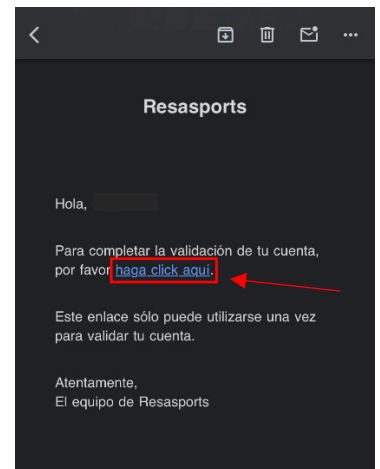 Resasports
Hola,
Para completar la validación de tu cuenta,
por favor haga click aquí.
Este enlace sólo puede utilizarse una vez
para validar tu cuenta.
Atentamente,
El equipo de Resasports